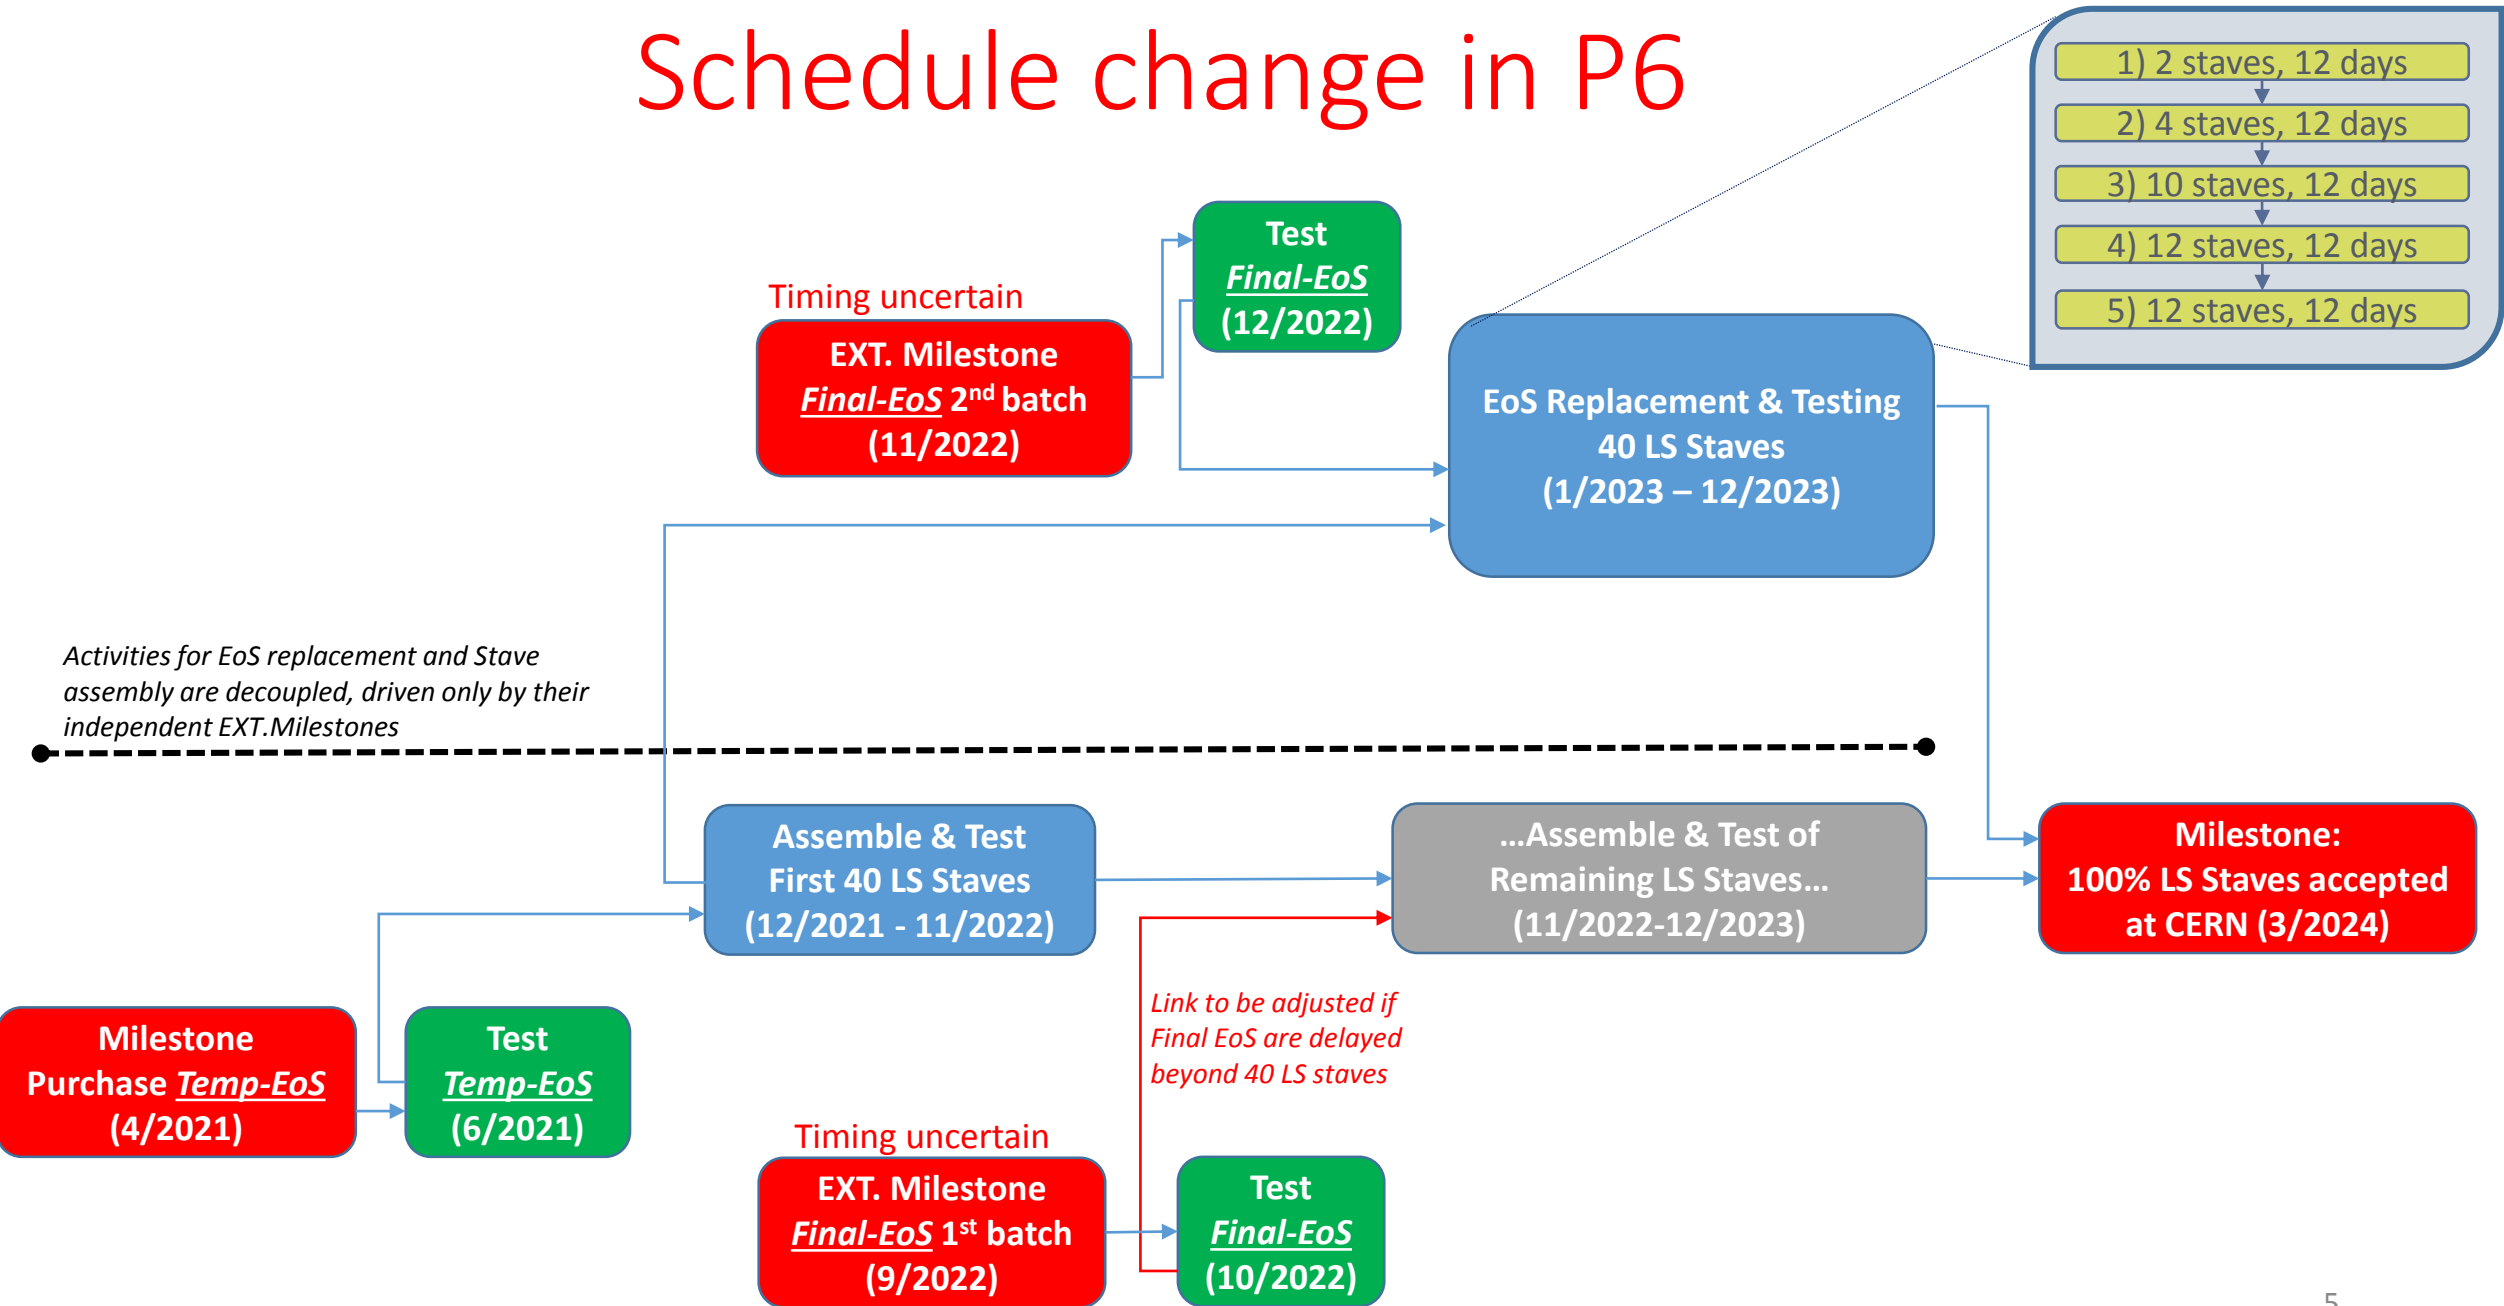 Schedule change in P6
1) 2 staves, 12 days
2) 4 staves, 12 days
3) 10 staves, 12 days
4) 12 staves, 12 days
5) 12 staves, 12 days
Test
Final-EoS
(12/2022)
Timing uncertain
EXT. Milestone
Final-EoS 2nd batch
(11/2022)
EoS Replacement & Testing
40 LS Staves
(1/2023 – 12/2023)
Activities for EoS replacement and Stave
assembly are decoupled, driven only by their
independent EXT.Milestones
Assemble & Test
First 40 LS Staves
(12/2021 - 11/2022)
...Assemble & Test of
Remaining LS Staves...
(11/2022-12/2023)
Milestone:
100% LS Staves accepted
at CERN (3/2024)
Link to be adjusted if
Final EoS are delayed
beyond 40 LS staves
Milestone
Purchase Temp-EoS
(4/2021)
Test
Temp-EoS
(6/2021)
Timing uncertain
EXT. Milestone
Final-EoS 1st batch
(9/2022)
Test
Final-EoS
(10/2022)
5